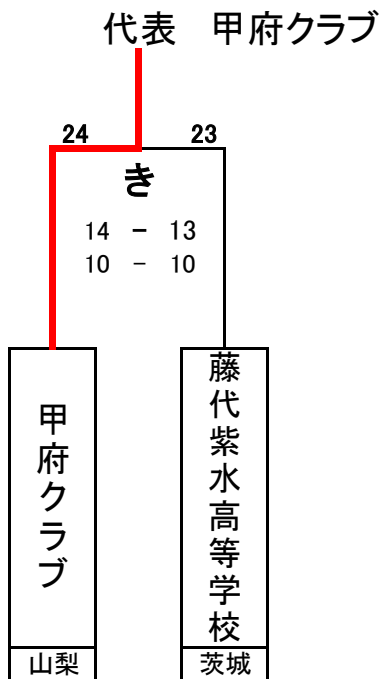 代表　甲府クラブ
24 23
き
14 － 13
10 － 10
甲府クラブ
藤代紫水高等学校
山梨
茨城